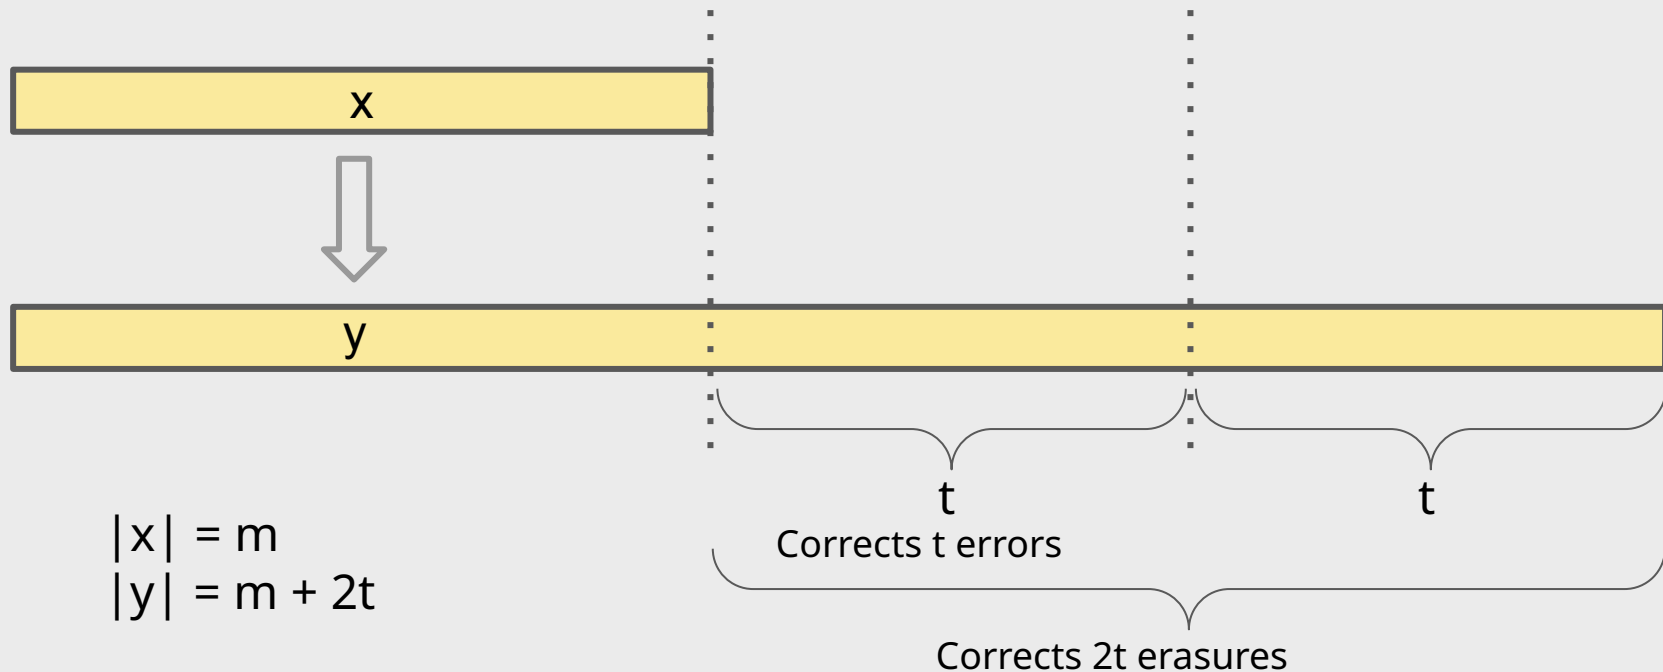 x
y
t
t
Corrects t errors
|x| = m
|y| = m + 2t
Corrects 2t erasures